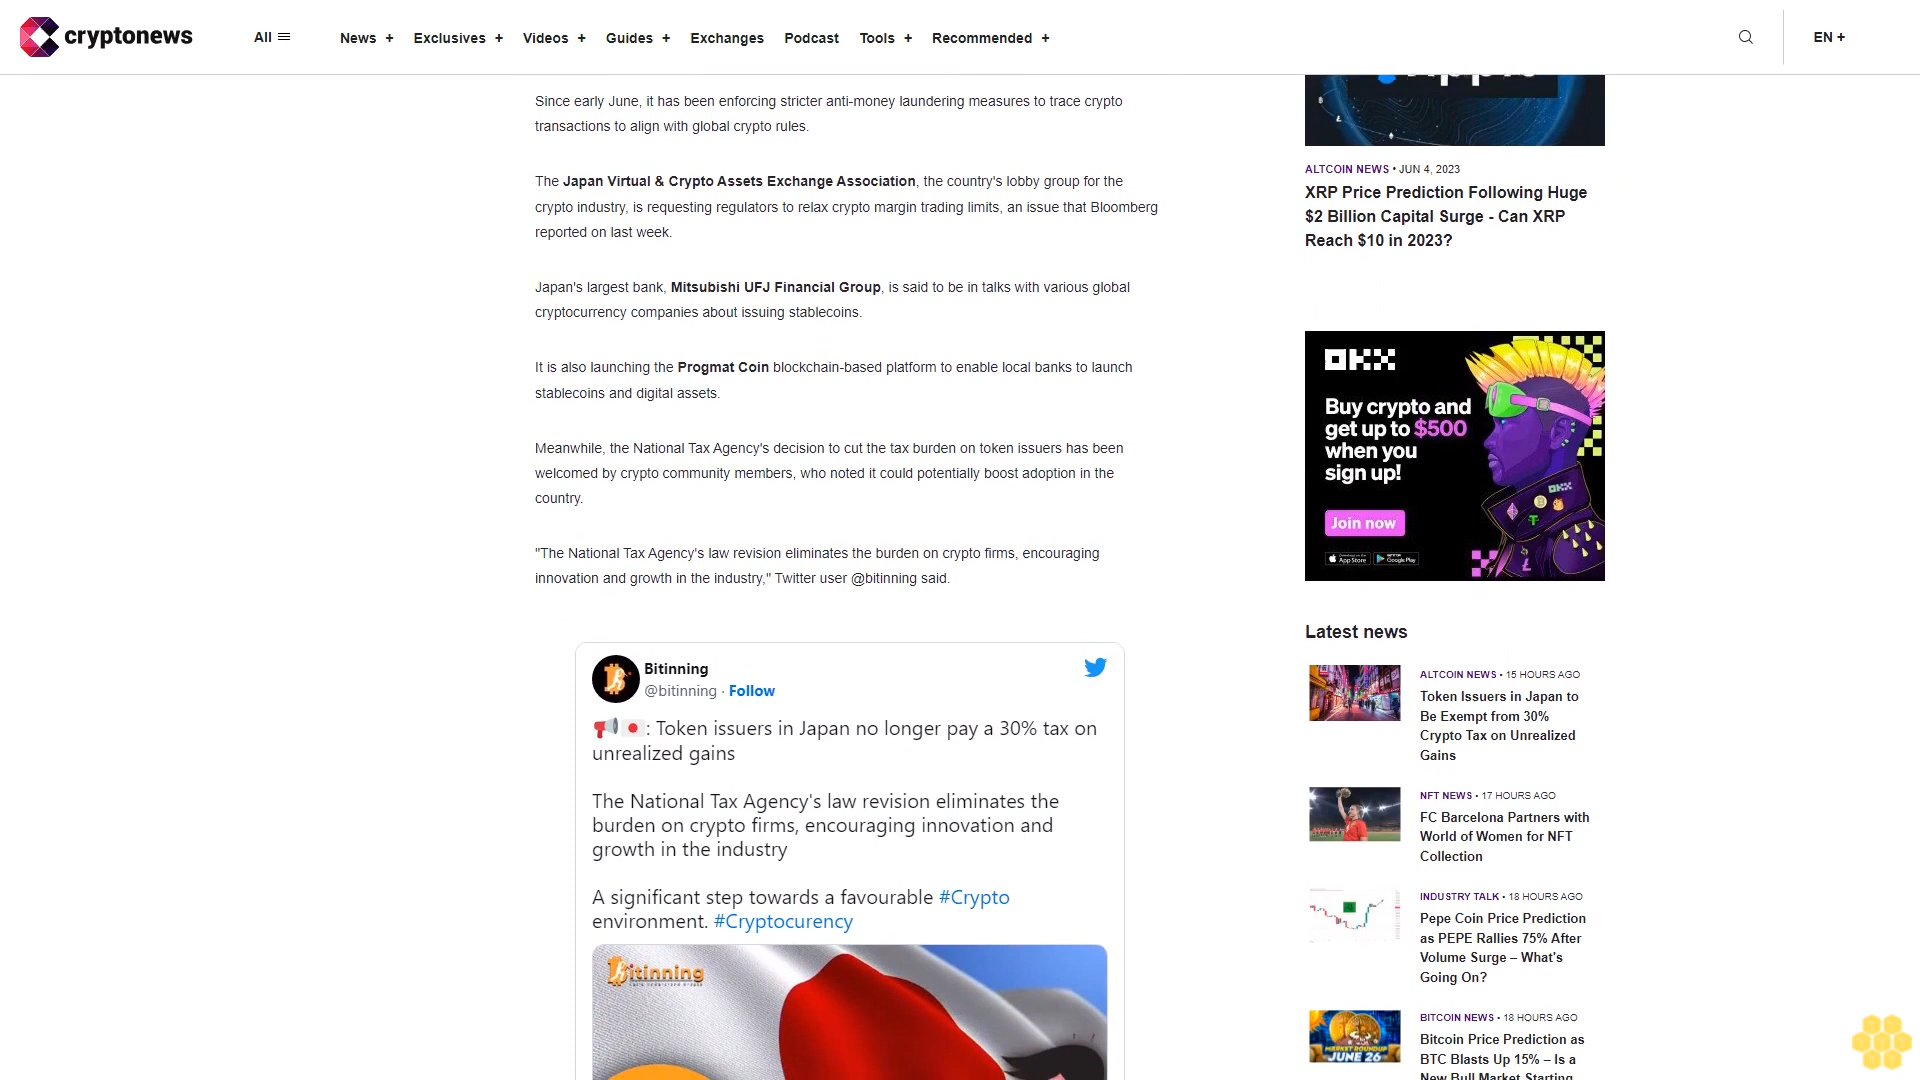 cryptonews
All
News +
Exclusives +
Videos +
Guides +
Exchanges
Podcast
Tools +
Recommended +
EN +
Since early June, it has been enforcing stricter anti-money laundering measures to trace crypto
transactions to align with global crypto rules.
The Japan Virtual & Crypto Assets Exchange Association, the country's lobby group for the
crypto industry, is requesting regulators to relax crypto margin trading limits, an issue that Bloomberg
reported on last week.
Japan's largest bank, Mitsubishi UFJ Financial Group, is said to be in talks with various global
cryptocurrency companies about issuing stablecoins.
It is also launching the Progmat Coin blockchain-based platform to enable local banks to launch
stablecoins and digital assets.
Meanwhile, the National Tax Agency's decision to cut the tax burden on token issuers has been
welcomed by crypto community members, who noted it could potentially boost adoption in the
country.
"The National Tax Agency's law revision eliminates the burden on crypto firms, encouraging
innovation and growth in the industry," Twitter user @bitinning said.
Bitinning
@bitinning · Follow
: Token issuers in Japan no longer pay a 30% tax on
unrealized gains
The National Tax Agency's law revision eliminates the
burden on crypto firms, encouraging innovation and
growth in the industry
A significant step towards a favourable #Crypto
environment. #Cryptocurency
Bitinning
ALTCOIN NEWS • JUN 4, 2023
XRP Price Prediction Following Huge
$2 Billion Capital Surge - Can XRP
Reach $10 in 2023?
OKX
Buy crypto and
get up to $500
when you
sign up!
Join now
App Store
Google Play
OKX
Latest news
ALTCOIN NEWS • 15 HOURS AGO
Token Issuers in Japan to
Be Exempt from 30%
Crypto Tax on Unrealized
Gains
NFT NEWS • 17 HOURS AGO
FC Barcelona Partners with
World of Women for NFT
Collection
INDUSTRY TALK • 18 HOURS AGO
Pepe Coin Price Prediction
as PEPE Rallies 75% After
Volume Surge – What's
Going On?
BITCOIN NEWS • 18 HOURS AGO
Bitcoin Price Prediction as
BTC Blasts Up 15% – Is a
New Bull Market Starting
MARKET ROUNDUP
JUNE 26